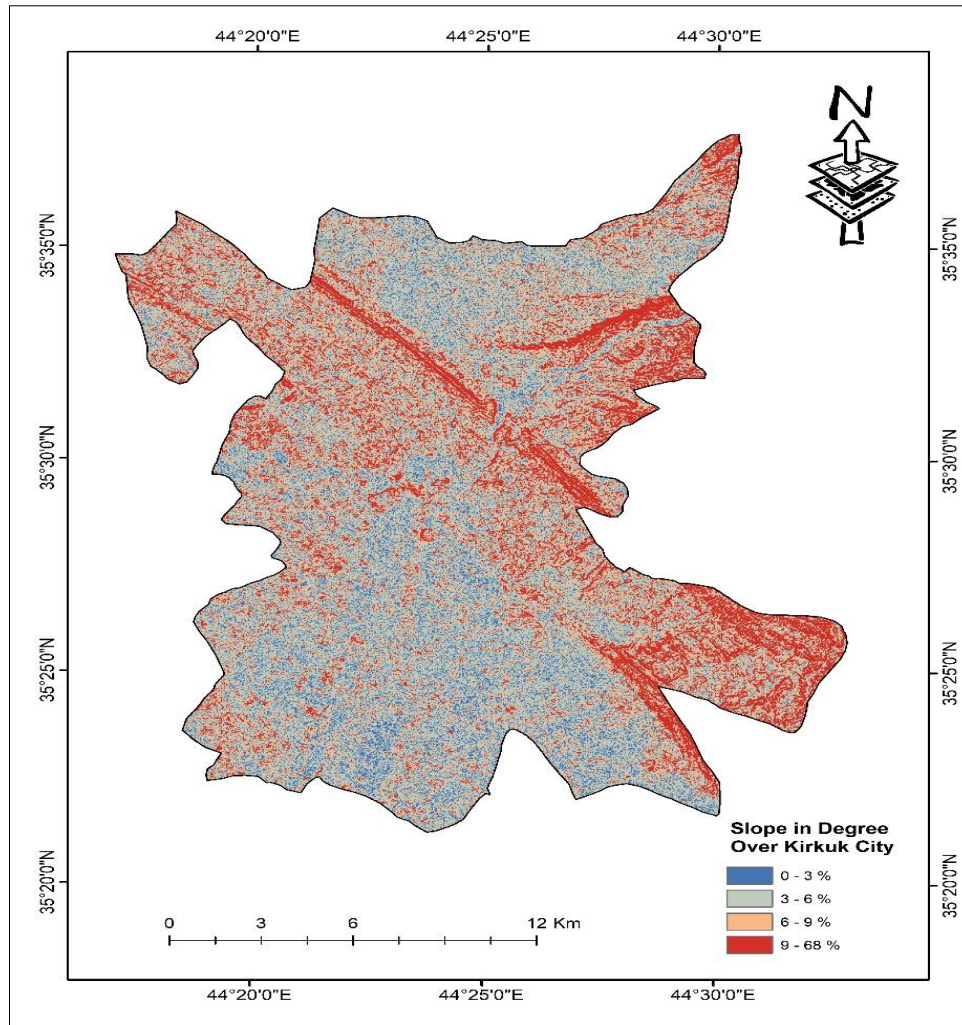 44°20'0"E 44°25'0"E 44°30'0"E
N
35°35'0"N 35°35'0"N
35°30'0"N 35°30'0"N
35°25'0"N 35°25'0"N
35°20'0"N 35°20'0"N
Slope in Degree
Over Kirkuk City
0 - 3 %
3 - 6 %
6 - 9 %
9 - 68 %
0 3 6 12 Km
44°20'0"E 44°25'0"E 44°30'0"E